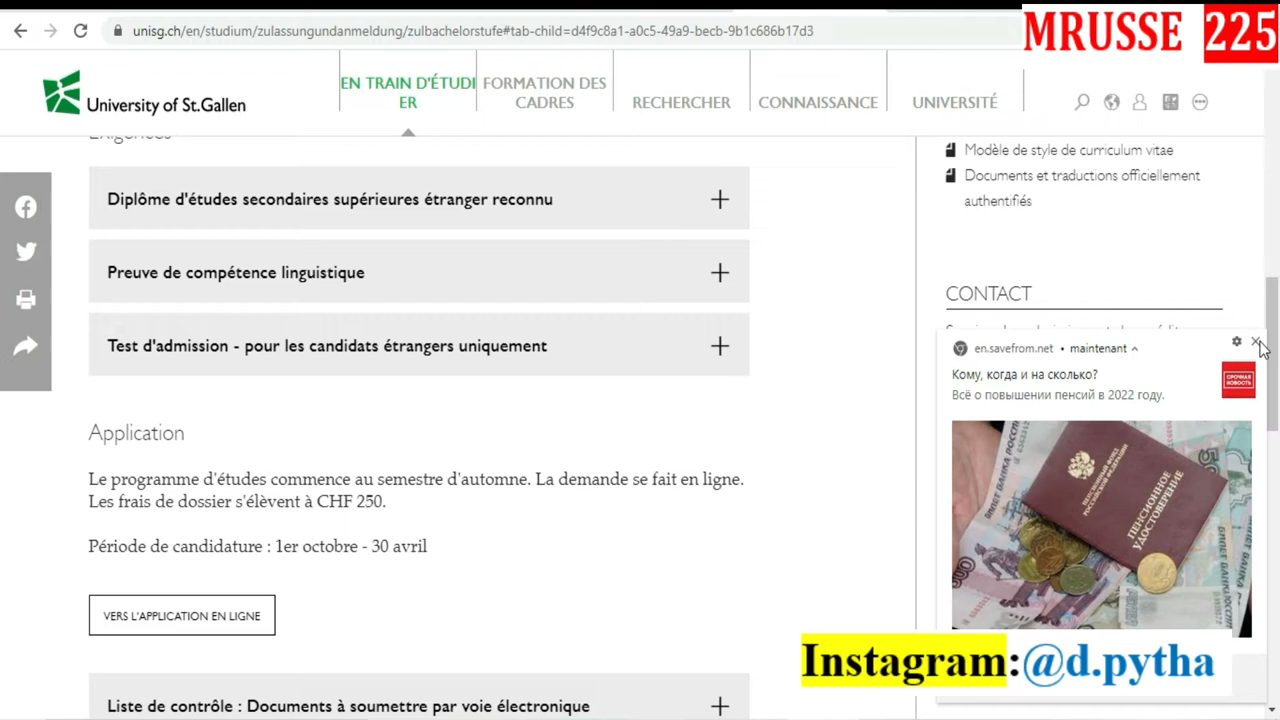 unisg.ch/en/studium/zulassungundanmeldung/zulbachelorstufe#tab-child=d4f9c8a1-a0c5-49a9-becb-9b1c686b17d3
MRUSSE 225
University of St.Gallen
EN TRAIN D'ÉTUDI
ER
FORMATION DES
CADRES
RECHERCHER
CONNAISSANCE
UNIVERSITÉ
Exigences
Diplôme d'études secondaires supérieures étranger reconnu
Preuve de compétence linguistique
Test d'admission - pour les candidats étrangers uniquement
Application
Le programme d'études commence au semestre d'automne. La demande se fait en ligne.
Les frais de dossier s'élèvent à CHF 250.
Période de candidature : 1er octobre - 30 avril
VERS L'APPLICATION EN LIGNE
Liste de contrôle : Documents à soumettre par voie électronique
Modèle de style de curriculum vitae
Documents et traductions officiellement
authentifiés
CONTACT
en.savefrom.net • maintenant
Кому, когда и на сколько?
Всё о повышении пенсий в 2022 году.
СРОЧНАЯ
НОВОСТЬ
ПЕНСИОННОЕ
УДОСТОВЕРЕНИЕ
Instagram:@d.pytha